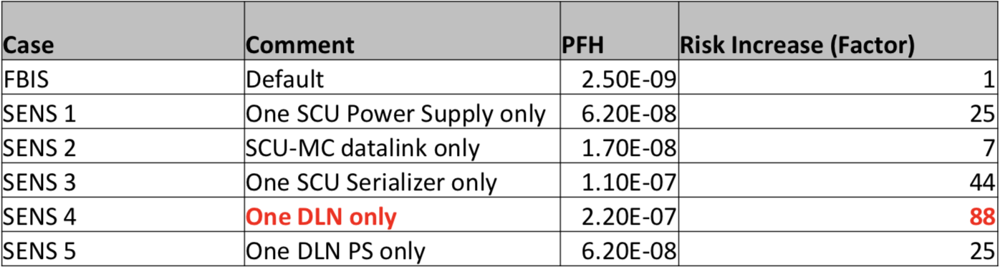 Case Comment PFH Risk Increase (Factor)
FBIS Default 2.50E-09 1
SENS 1 One SCU Power Supply only 6.20E-08 25
SENS 2 SCU-MC datalink only 1.70E-08 7
SENS 3 One SCU Serializer only 1.10E-07 44
SENS 4 One DLN only 2.20E-07 88
SENS 5 One DLN PS only 6.20E-08 25